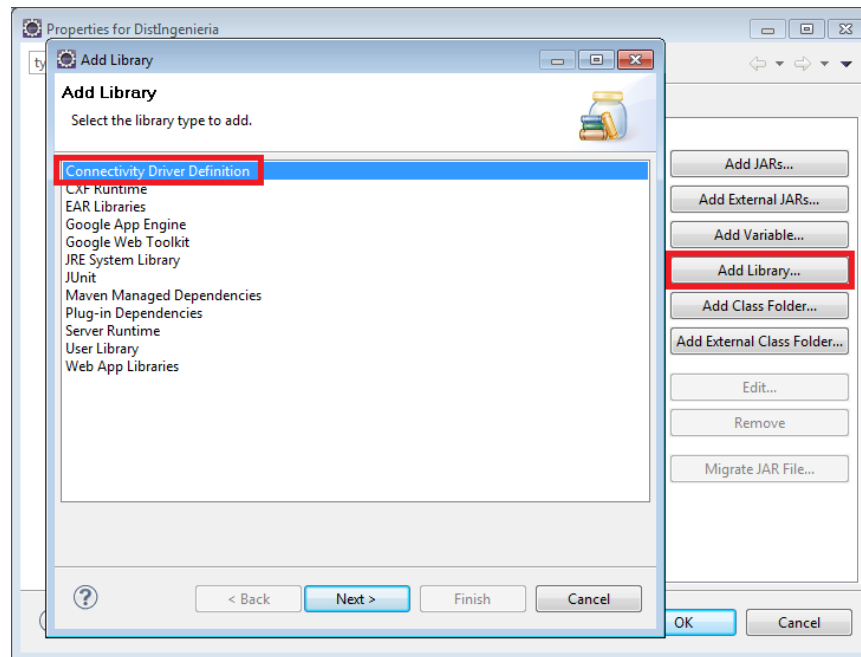 Properties for DistIngenieria
ty
Add Library
Add Library
Select the library type to add.
Connectivity Driver Definition
CXF Runtime
EAR Libraries
Google App Engine
Google Web Toolkit
JRE System Library
JUnit
Maven Managed Dependencies
Plug-in Dependencies
Server Runtime
User Library
Web App Libraries
Add JARs...
Add External JARs...
Add Variable...
Add Library...
Add Class Folder...
Add External Class Folder...
Edit...
Remove
Migrate JAR File...
? < Back Next > Finish Cancel
OK Cancel